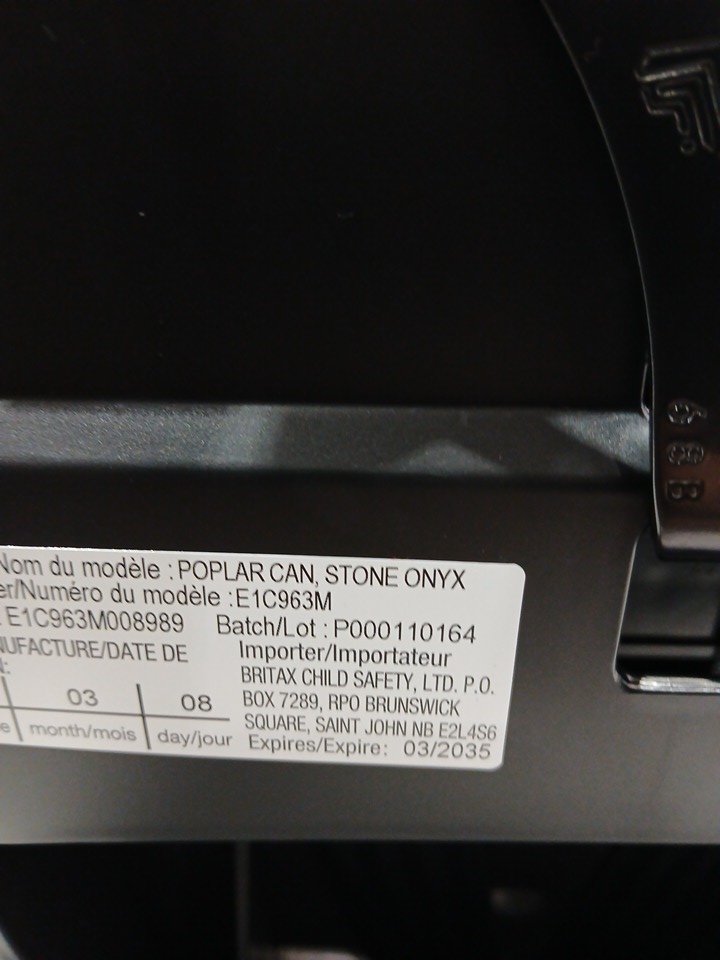 Nom du modèle : POPLAR CAN, STONE ONYX
er/Numéro du modèle :E1C963M
E1C963M008989 Batch/Lot : P000110164
NUFACTURE/DATE DE
N:
Importer/Importateur
BRITAX CHILD SAFETY, LTD. P.O.
BOX 7289, RPO BRUNSWICK
SQUARE, SAINT JOHN NB E2L4S6
Expires/Expire: 03/2035
03 08
e month/mois day/jour